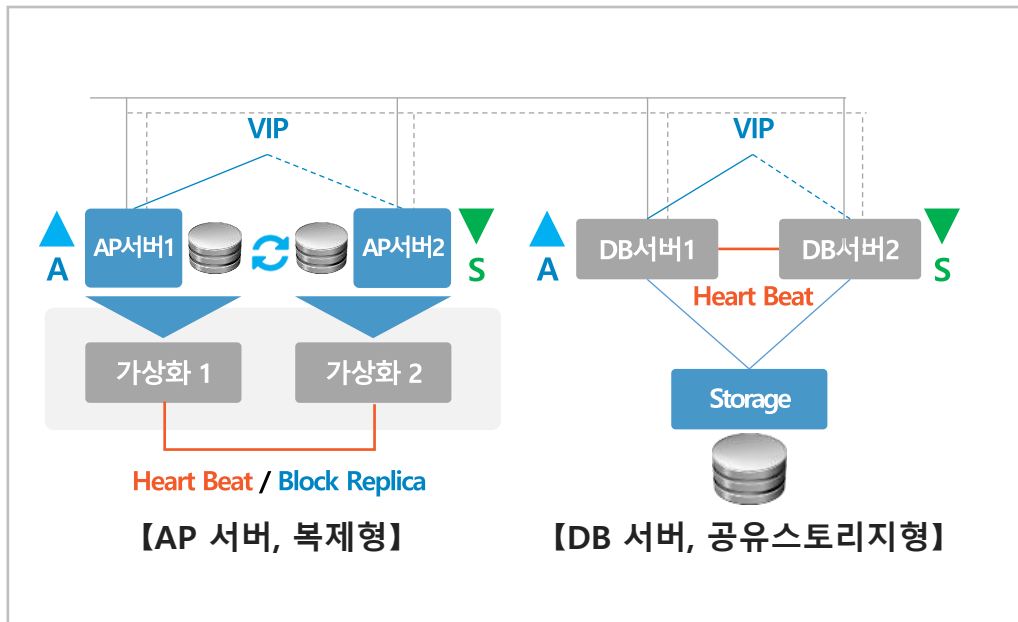 VIP
AP서버1
AP서버2
A
S
가상화 1
가상화 2
Heart Beat / Block Replica
【AP 서버, 복제형】
VIP
DB서버1
DB서버2
A
S
Heart Beat
Storage
【DB 서버, 공유스토리지형】